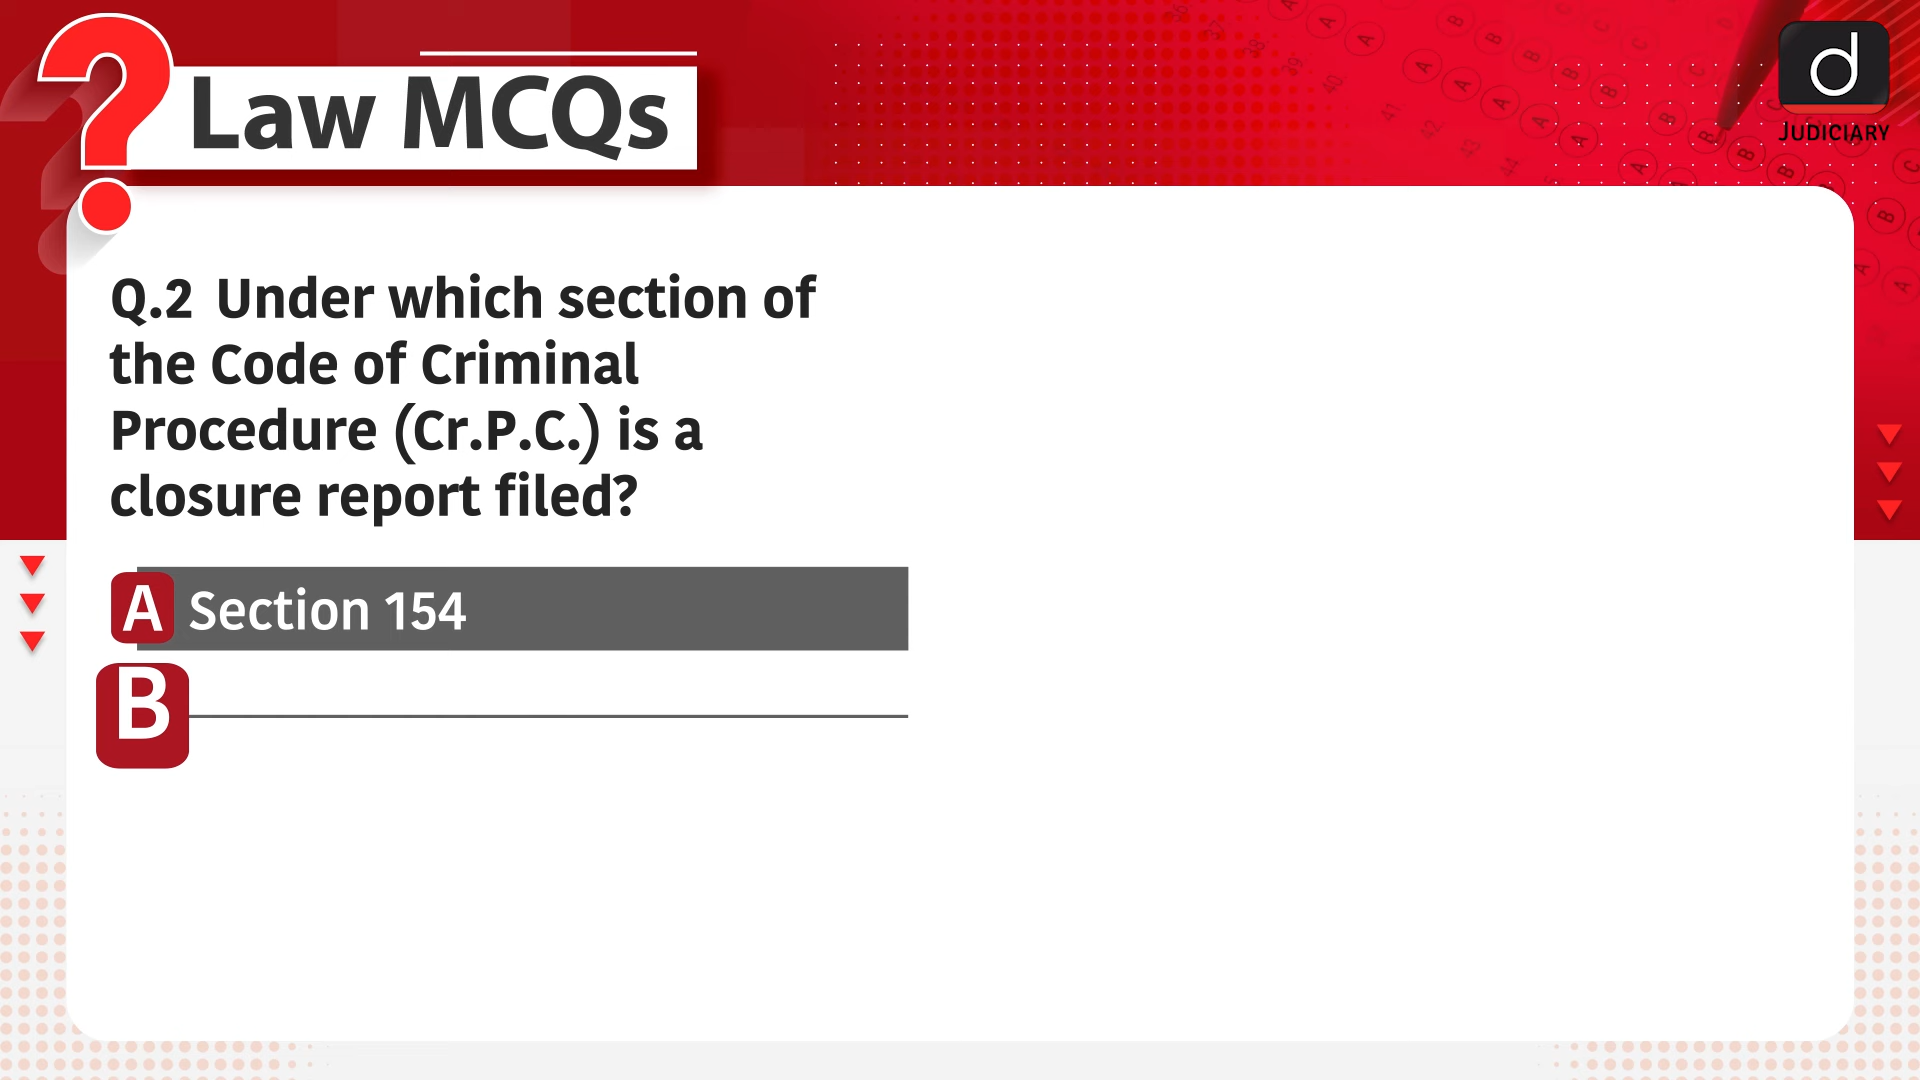 Law MCQs
d
JUDICIARY
Q.2 Under which section of
the Code of Criminal
Procedure (Cr.P.C.) is a
closure report filed?
A Section 154
B